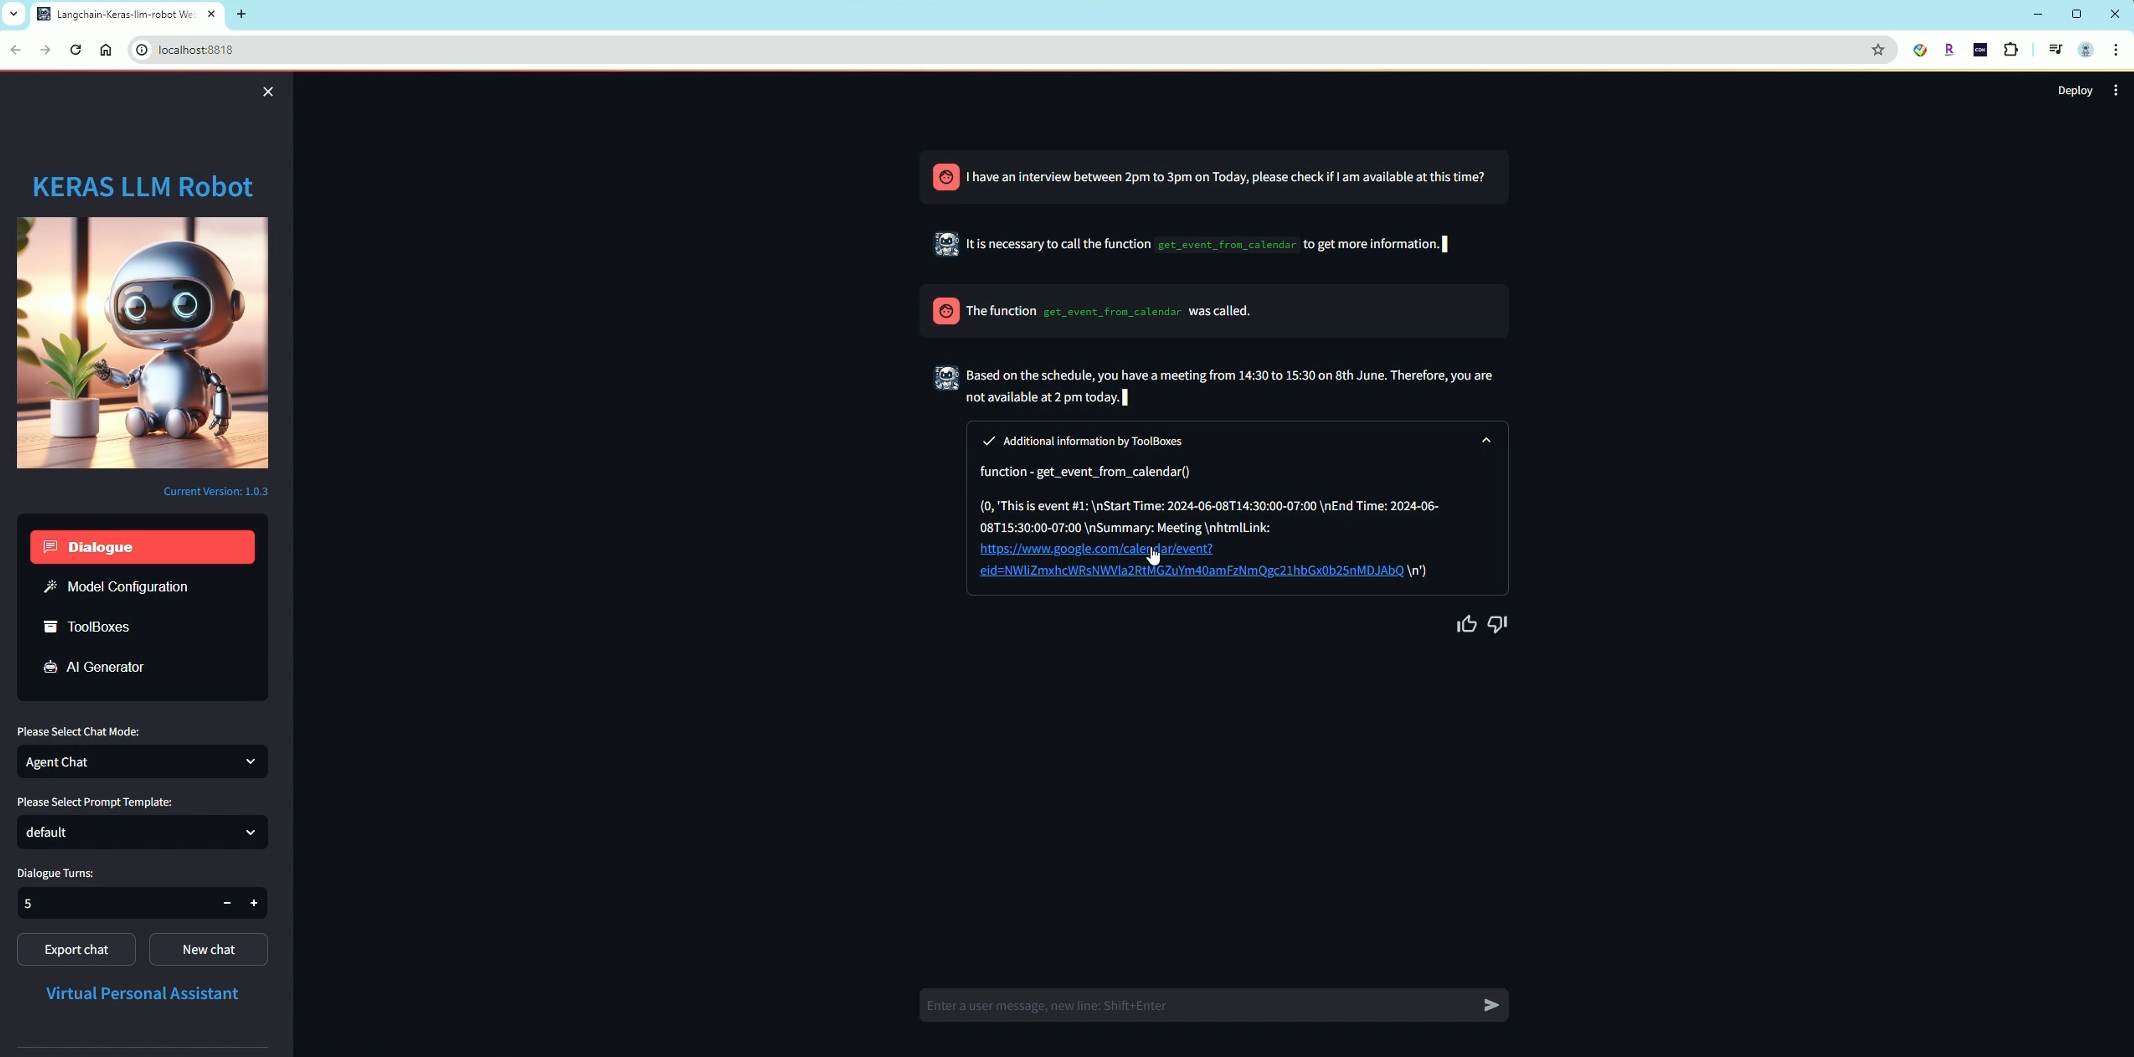 Langchain-Keras-llm-robot We
localhost:8818
Deploy
KERAS LLM Robot
Current Version: 1.0.3
Dialogue
Model Configuration
ToolBoxes
AI Generator
Please Select Chat Mode:
Agent Chat
Please Select Prompt Template:
default
Dialogue Turns:
5
Export chat
New chat
Virtual Personal Assistant
I have an interview between 2pm to 3pm on Today, please check if I am available at this time?
It is necessary to call the function get_event_from_calendar to get more information.
The function get_event_from_calendar was called.
Based on the schedule, you have a meeting from 14:30 to 15:30 on 8th June. Therefore, you are
not available at 2 pm today.
Additional information by ToolBoxes
function - get_event_from_calendar()
(0, 'This is event #1: \nStart Time: 2024-06-08T14:30:00-07:00 \nEnd Time: 2024-06-
08T15:30:00-07:00 \nSummary: Meeting \nhtmlLink:
https://www.google.com/calendar/event?
eid=NWliZmxhcWRsNWVla2RtMGZuYm40amFzNmQgc21hbGx0b25nMDJAbQ \n')
Enter a user message, new line: Shift+Enter